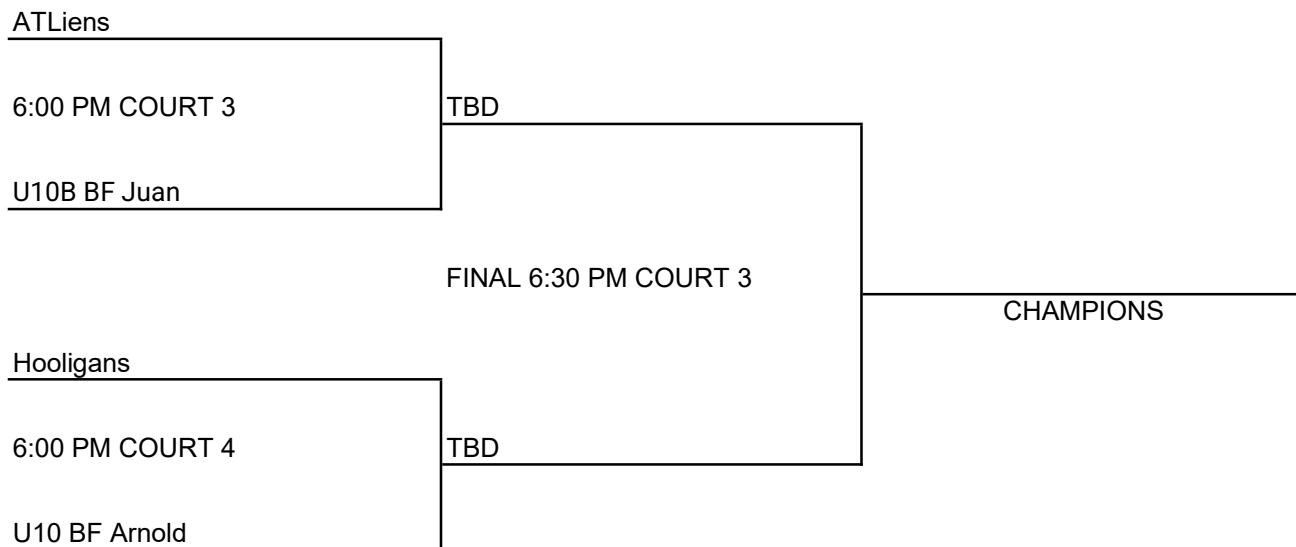 ATLiens
6:00 PM COURT 3
TBD
U10B BF Juan
FINAL 6:30 PM COURT 3
CHAMPIONS
Hooligans
6:00 PM COURT 4
TBD
U10 BF Arnold